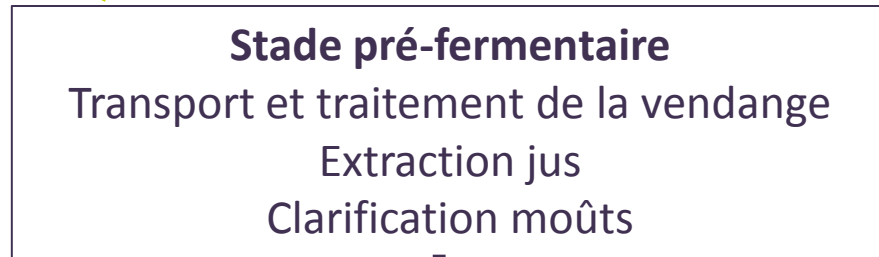 Stade pré-fermentaire
Transport et traitement de la vendange
Extraction jus
Clarification moûts